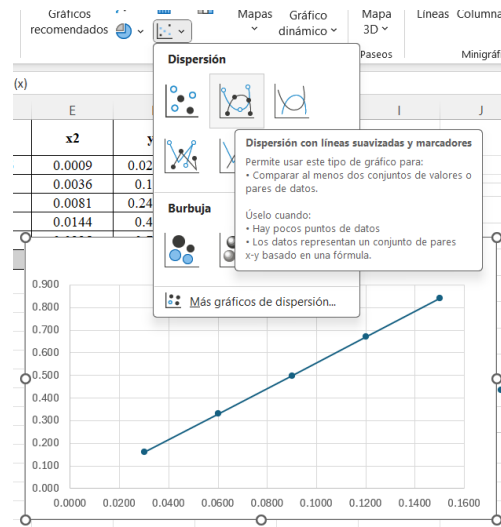 Gráficos
recomendados
Mapas
Gráfico
dinámico
Mapa
3D
Líneas
Columna
Paseos
Minigráf
(x)
Dispersión
E
I
J
x2
y
0.0009
0.02
0.0036
0.1
0.0081
0.24
0.0144
0.4
Dispersión con líneas suavizadas y marcadores
Permite usar este tipo de gráfico para:
• Comparar al menos dos conjuntos de valores o
pares de datos.
Úselo cuando:
• Hay pocos puntos de datos
• Los datos representan un conjunto de pares
x-y basado en una fórmula.
Burbuja
Más gráficos de dispersión...
0.900
0.800
0.700
0.600
0.500
0.400
0.300
0.200
0.100
0.000
0.0000 0.0200 0.0400 0.0600 0.0800 0.1000 0.1200 0.1400 0.1600